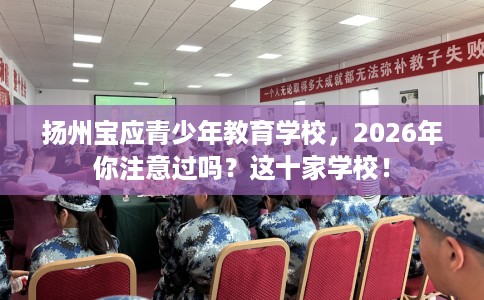 一个人无论取得多大成就都无法弥补教子失败
扬州宝应青少年教育学校，2026年
你注意过吗？这十家学校！